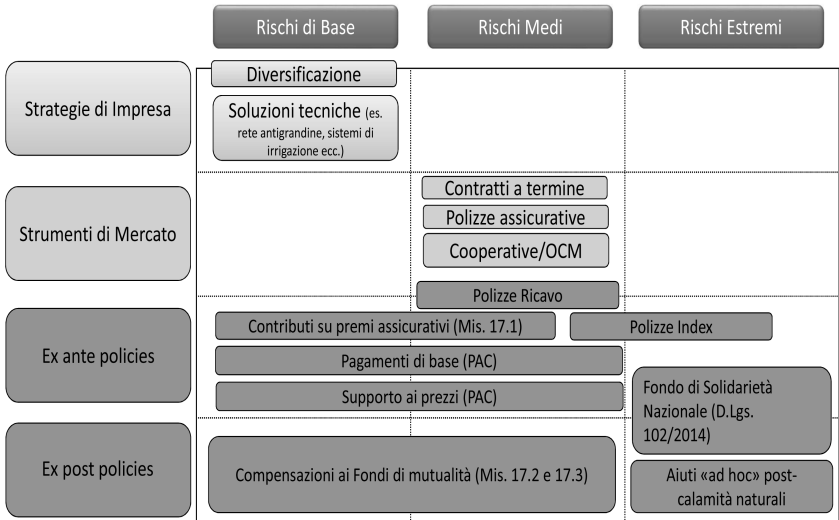 Rischi di Base
Rischi Medi
Rischi Estremi
Strategie di Impresa
Diversificazione
Soluzioni tecniche (es.
rete antigrandine, sistemi di
irrigazione ecc.)
Strumenti di Mercato
Contratti a termine
Polizze assicurative
Cooperative/OCM
Polizze Ricavo
Ex ante policies
Contributi su premi assicurativi (Mis. 17.1)
Polizze Index
Pagamenti di base (PAC)
Supporto ai prezzi (PAC)
Fondo di Solidarietà
Nazionale (D.Lgs.
102/2014)
Ex post policies
Compensazioni ai Fondi di mutualità (Mis. 17.2 e 17.3)
Aiuti «ad hoc» post-
calamità naturali